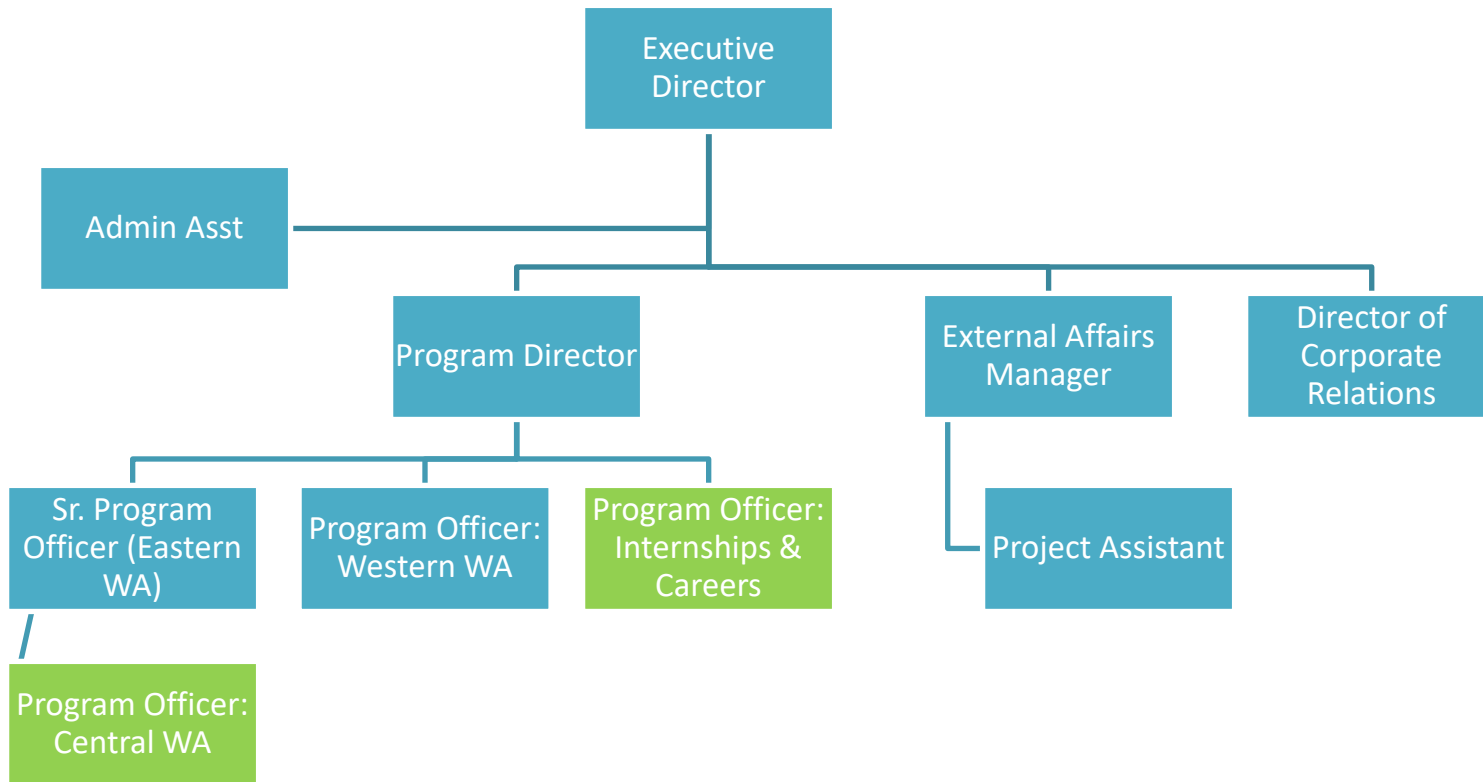 Executive
Director
Admin Asst
Program Director
External Affairs
Manager
Director of
Corporate
Relations
Sr. Program
Officer (Eastern
WA)
Program Officer:
Western WA
Program Officer:
Internships &
Careers
Project Assistant
Program Officer:
Central WA